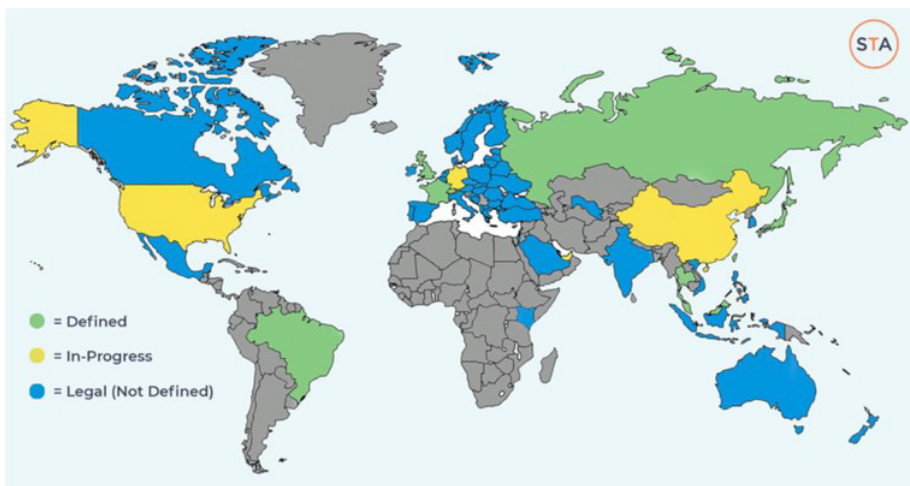 STA
= Defined
= In-Progress
= Legal (Not Defined)